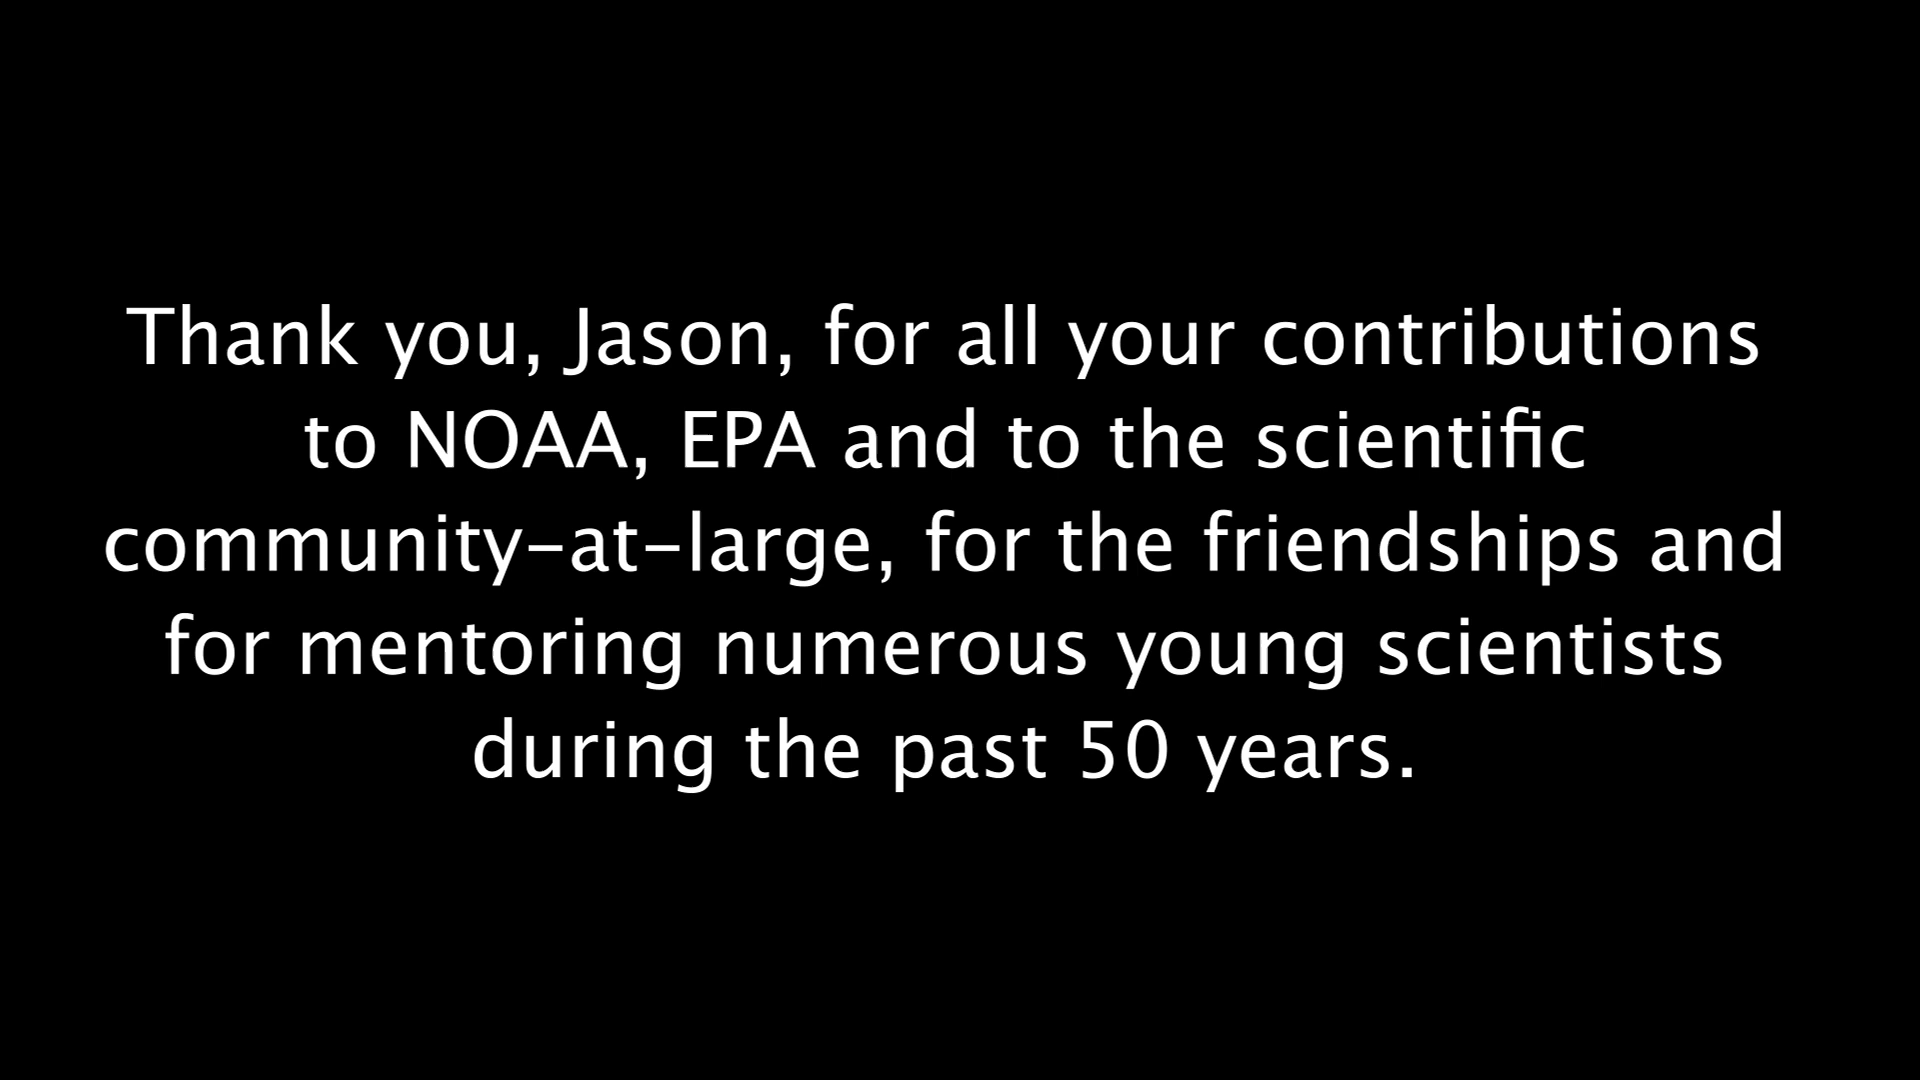 Thank you, Jason, for all your contributions
to NOAA, EPA and to the scientific
community-at-large, for the friendships and
for mentoring numerous young scientists
during the past 50 years.